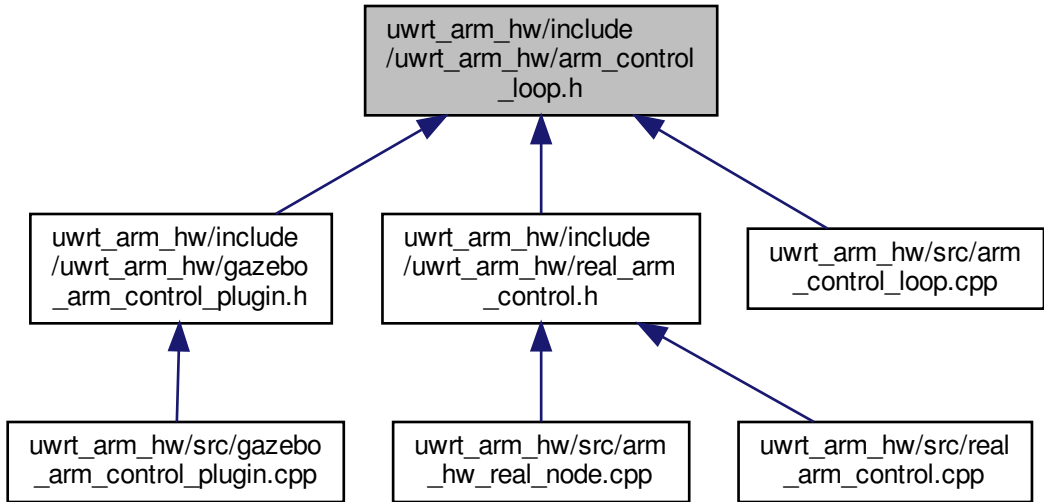 uwrt_arm_hw/include
/uwrt_arm_hw/arm_control
_loop.h
uwrt_arm_hw/include
/uwrt_arm_hw/gazebo
_arm_control_plugin.h
uwrt_arm_hw/include
/uwrt_arm_hw/real_arm
_control.h
uwrt_arm_hw/src/arm
_control_loop.cpp
uwrt_arm_hw/src/gazebo
_arm_control_plugin.cpp
uwrt_arm_hw/src/arm
_hw_real_node.cpp
uwrt_arm_hw/src/real
_arm_control.cpp